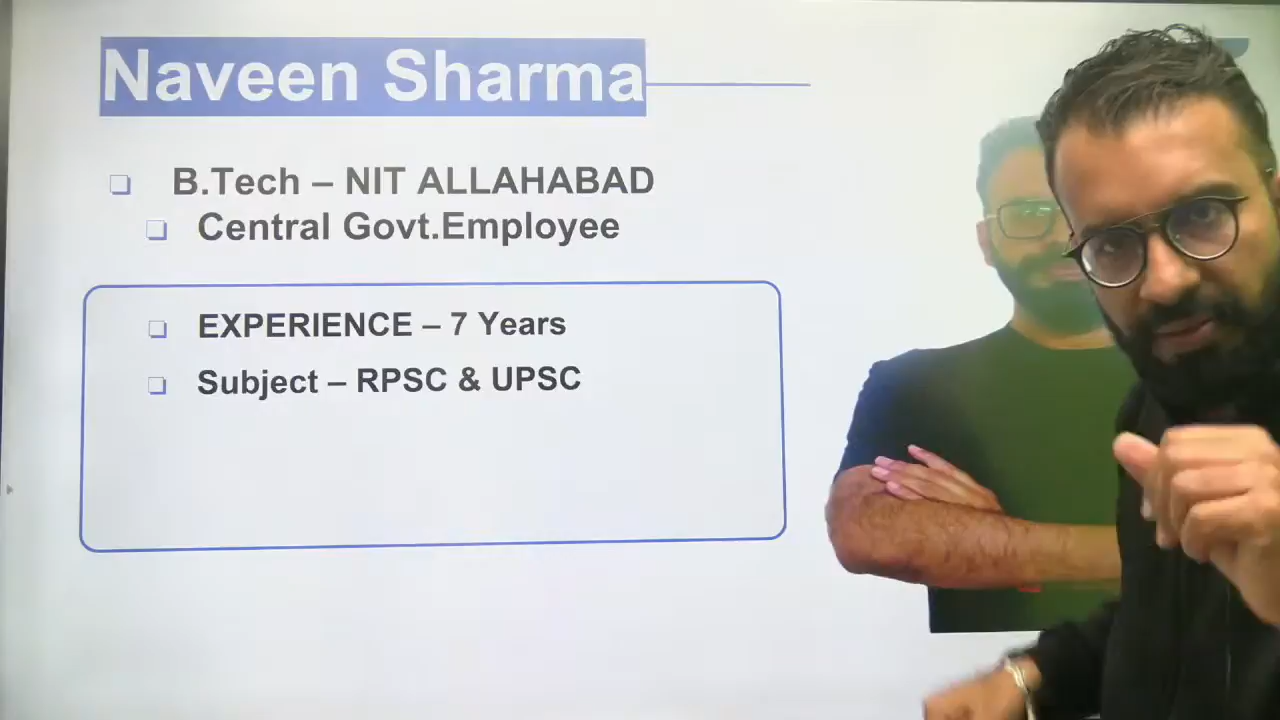 Naveen Sharma
B.Tech – NIT ALLAHABAD
Central Govt.Employee
EXPERIENCE – 7 Years
Subject – RPSC & UPSC